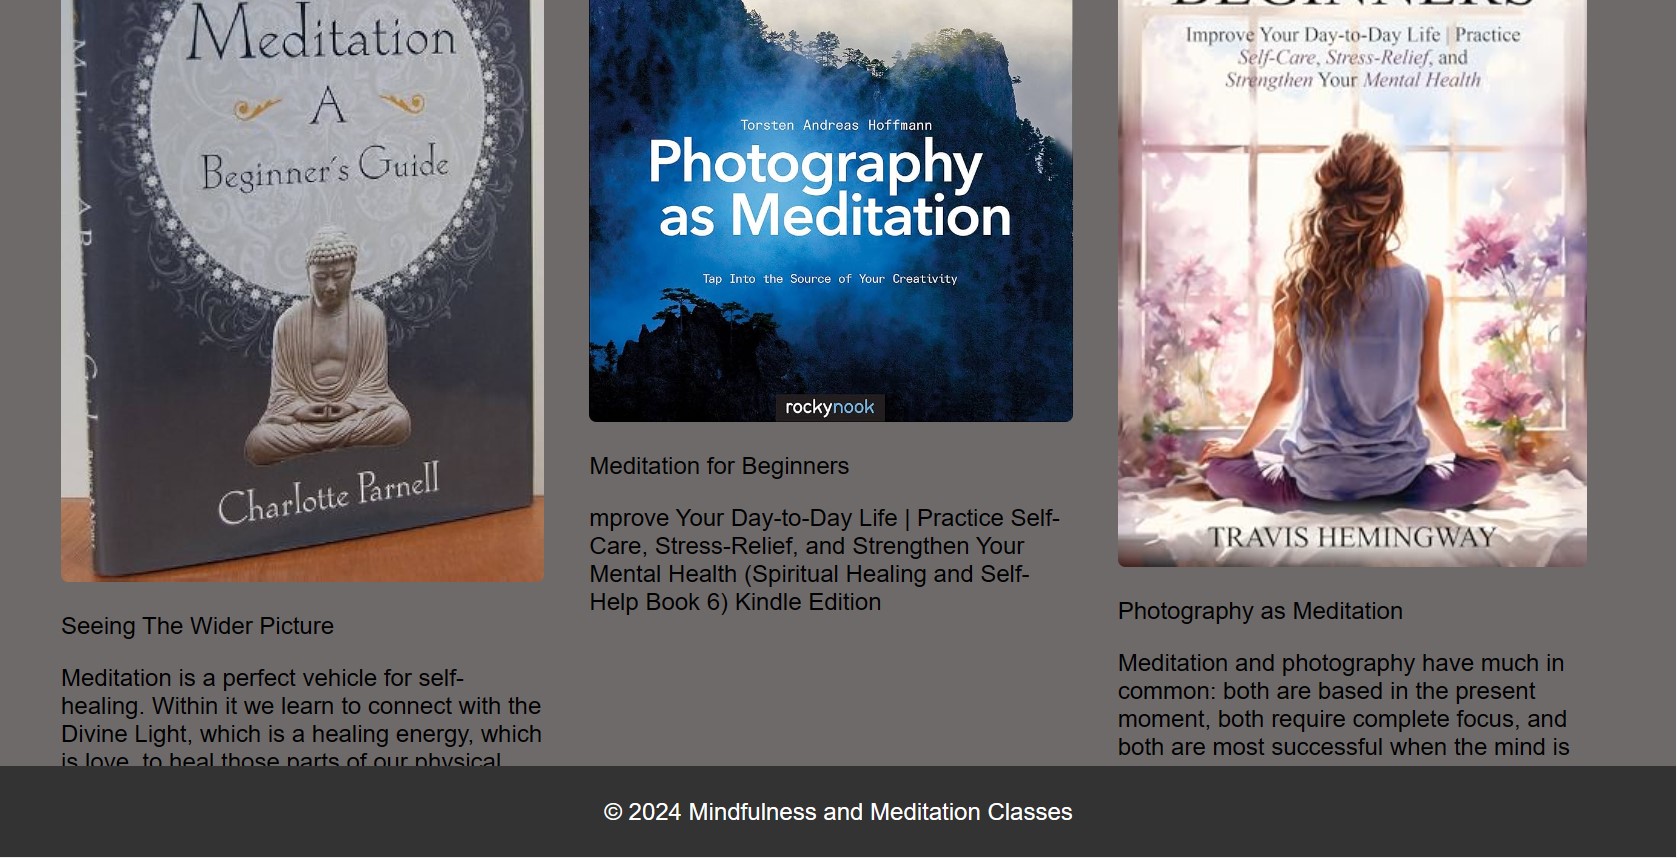 Meditation
A
Beginner's Guide
Charlotte Parnell
Seeing The Wider Picture
Meditation is a perfect vehicle for self-
healing. Within it we learn to connect with the
Divine Light, which is a healing energy, which
is love, to heal those parts of our physical
Torsten Andreas Hoffmann
Photography
as Meditation
Tap Into the Source of Your Creativity
rockynook
Meditation for Beginners
mprove Your Day-to-Day Life | Practice Self-
Care, Stress-Relief, and Strengthen Your
Mental Health (Spiritual Healing and Self-
Help Book 6) Kindle Edition
BEGINNERS
Improve Your Day-to-Day Life | Practice
Self-Care, Stress-Relief, and
Strengthen Your Mental Health
TRAVIS HEMINGWAY
Photography as Meditation
Meditation and photography have much in
common: both are based in the present
moment, both require complete focus, and
both are most successful when the mind is
© 2024 Mindfulness and Meditation Classes